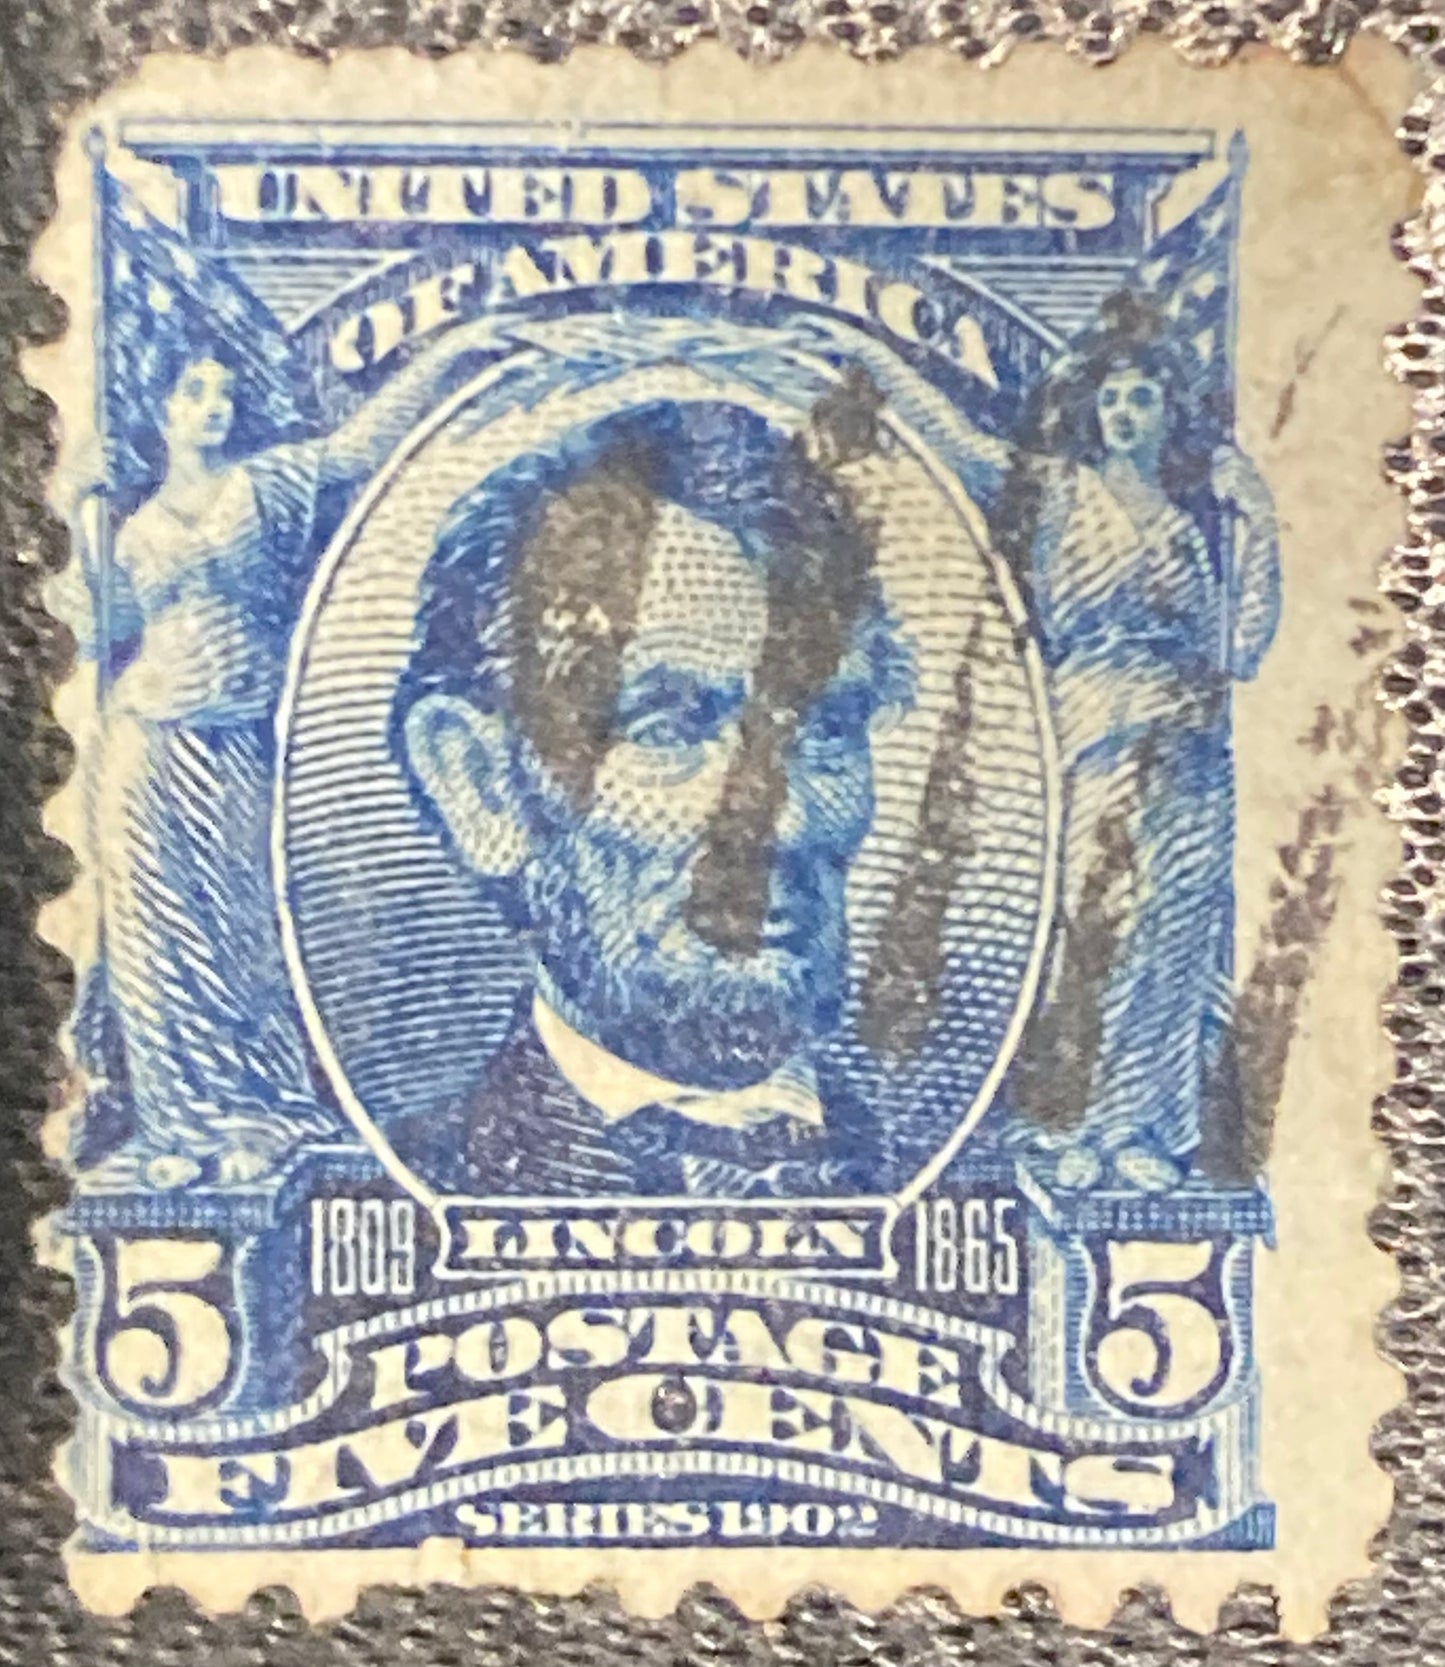 UNITED STATES
OF AMERICA
1809 LINCOLN 1865
5 POSTAGE 5
FIVE CENTS
SERIES 1902